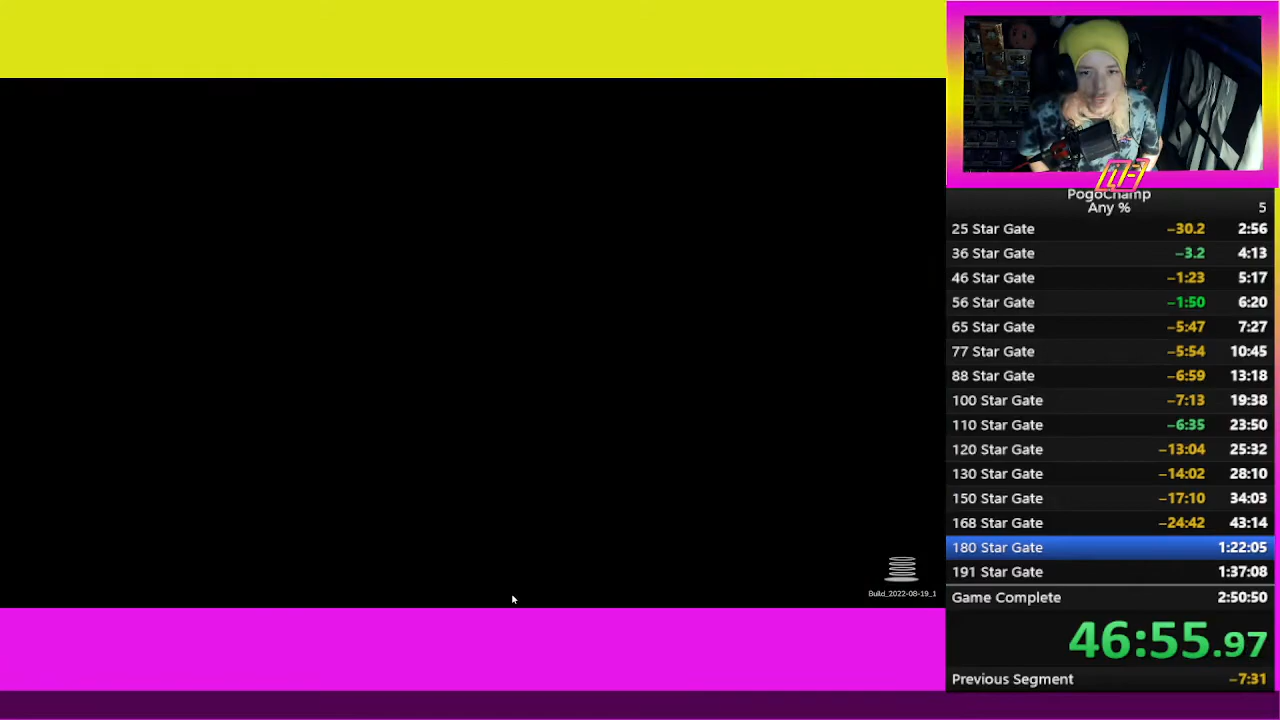 PogoChamp
Any % 5
25 Star Gate −30.2 2:56
36 Star Gate −3.2 4:13
46 Star Gate −1:23 5:17
56 Star Gate −1:50 6:20
65 Star Gate −5:47 7:27
77 Star Gate −5:54 10:45
88 Star Gate −6:59 13:18
100 Star Gate −7:13 19:38
110 Star Gate −6:35 23:50
120 Star Gate −13:04 25:32
130 Star Gate −14:02 28:10
150 Star Gate −17:10 34:03
168 Star Gate −24:42 43:14
180 Star Gate 1:22:05
191 Star Gate 1:37:08
Game Complete 2:50:50
46:55.97
Previous Segment −7:31
Build_2022-08-19_1